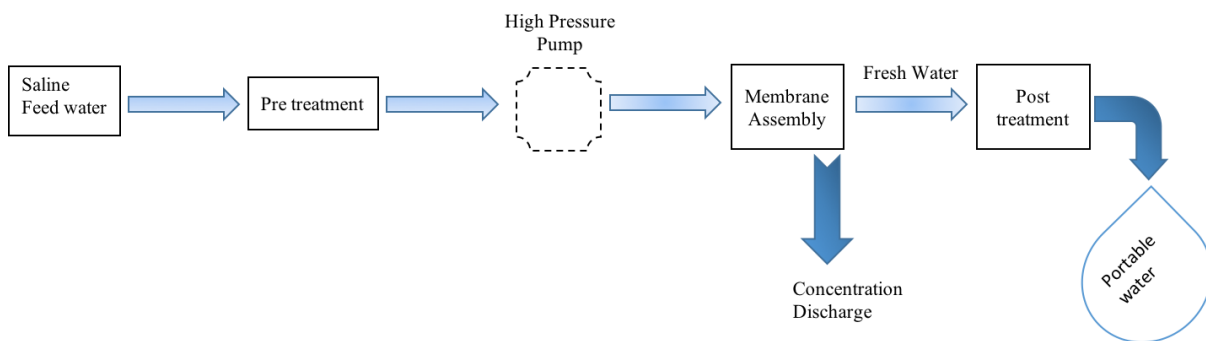 High Pressure
Pump
Saline
Feed water
Pre treatment
Membrane
Assembly
Fresh Water
Post
treatment
Concentration
Discharge
Portable
water